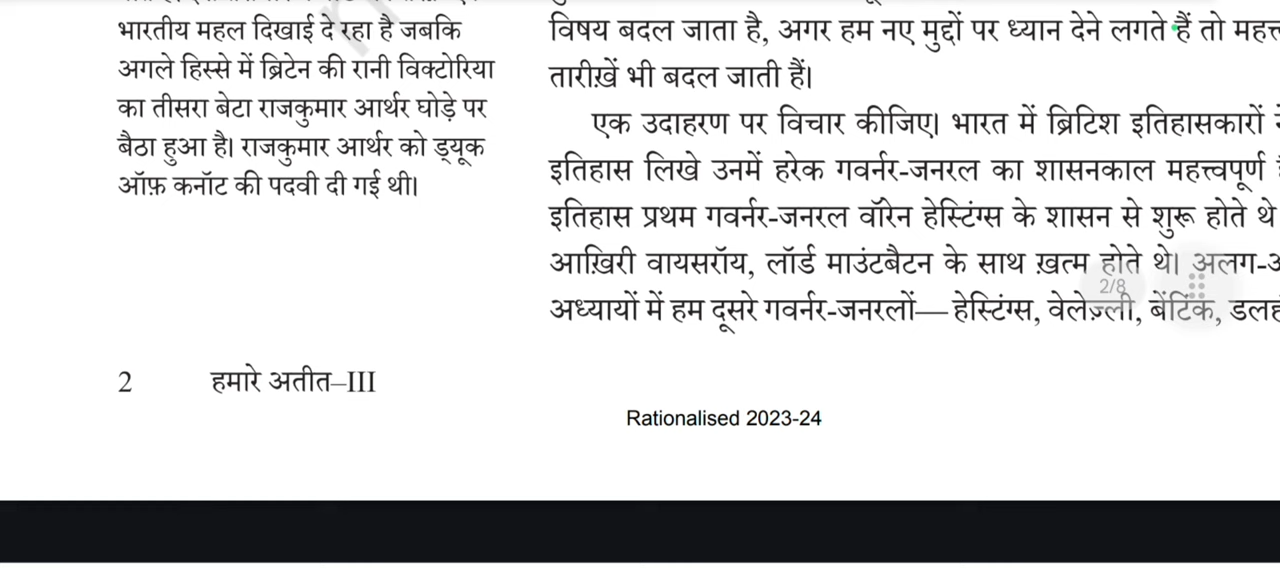 भारतीय महल दिखाई दे रहा है जबकि
अगले हिस्से में ब्रिटेन की रानी विक्टोरिया
का तीसरा बेटा राजकुमार आर्थर घोड़े पर
बैठा हुआ है। राजकुमार आर्थर को ड्यूक
ऑफ़ कनॉट की पदवी दी गई थी।
विषय बदल जाता है, अगर हम नए मुद्दों पर ध्यान देने लगते हैं तो
तारीख़ें भी बदल जाती हैं।
एक उदाहरण पर विचार कीजिए। भारत में ब्रिटिश इतिहासकारों
इतिहास लिखे उनमें हरेक गवर्नर-जनरल का शासनकाल महत्त्वपूर्ण
इतिहास प्रथम गवर्नर-जनरल वॉरेन हेस्टिंग्स के शासन से शुरू होते थे
आख़िरी वायसरॉय, लॉर्ड माउंटबैटन के साथ ख़त्म होते थे। अलग-
2/8
अध्यायों में हम दूसरे गवर्नर-जनरलों—हेस्टिंग्स, वेलेज़्ली, बेंटिंक,
2 हमारे अतीत–III
Rationalised 2023-24